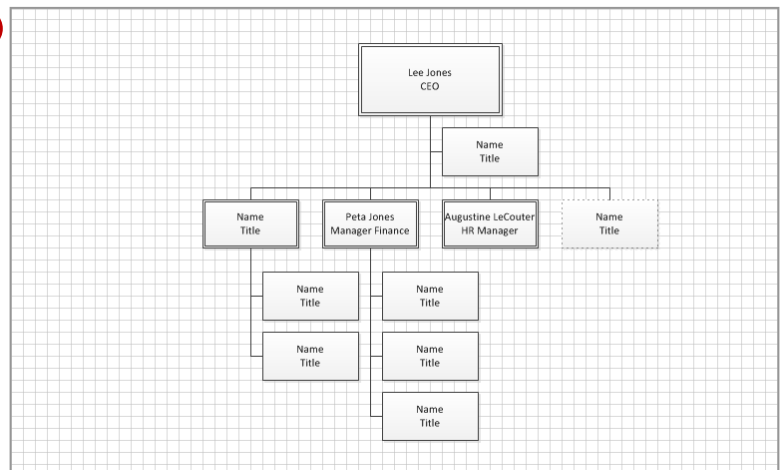 Lee Jones
CEO
Name
Title
Name
Title
Peta Jones
Manager Finance
Augustine LeCouter
HR Manager
Name
Title
Name
Title
Name
Title
Name
Title
Name
Title
Name
Title